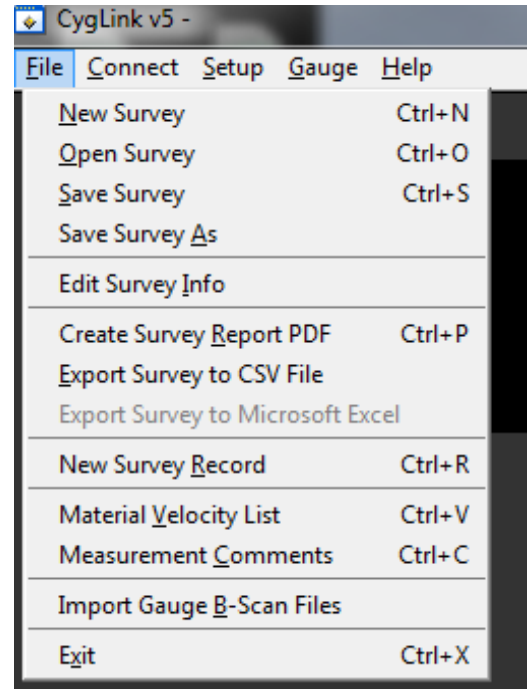 CygLink v5 -
File Connect Setup Gauge Help
New Survey Ctrl+N
Open Survey Ctrl+O
Save Survey Ctrl+S
Save Survey As
Edit Survey Info
Create Survey Report PDF Ctrl+P
Export Survey to CSV File
Export Survey to Microsoft Excel
New Survey Record Ctrl+R
Material Velocity List Ctrl+V
Measurement Comments Ctrl+C
Import Gauge B-Scan Files
Exit Ctrl+X